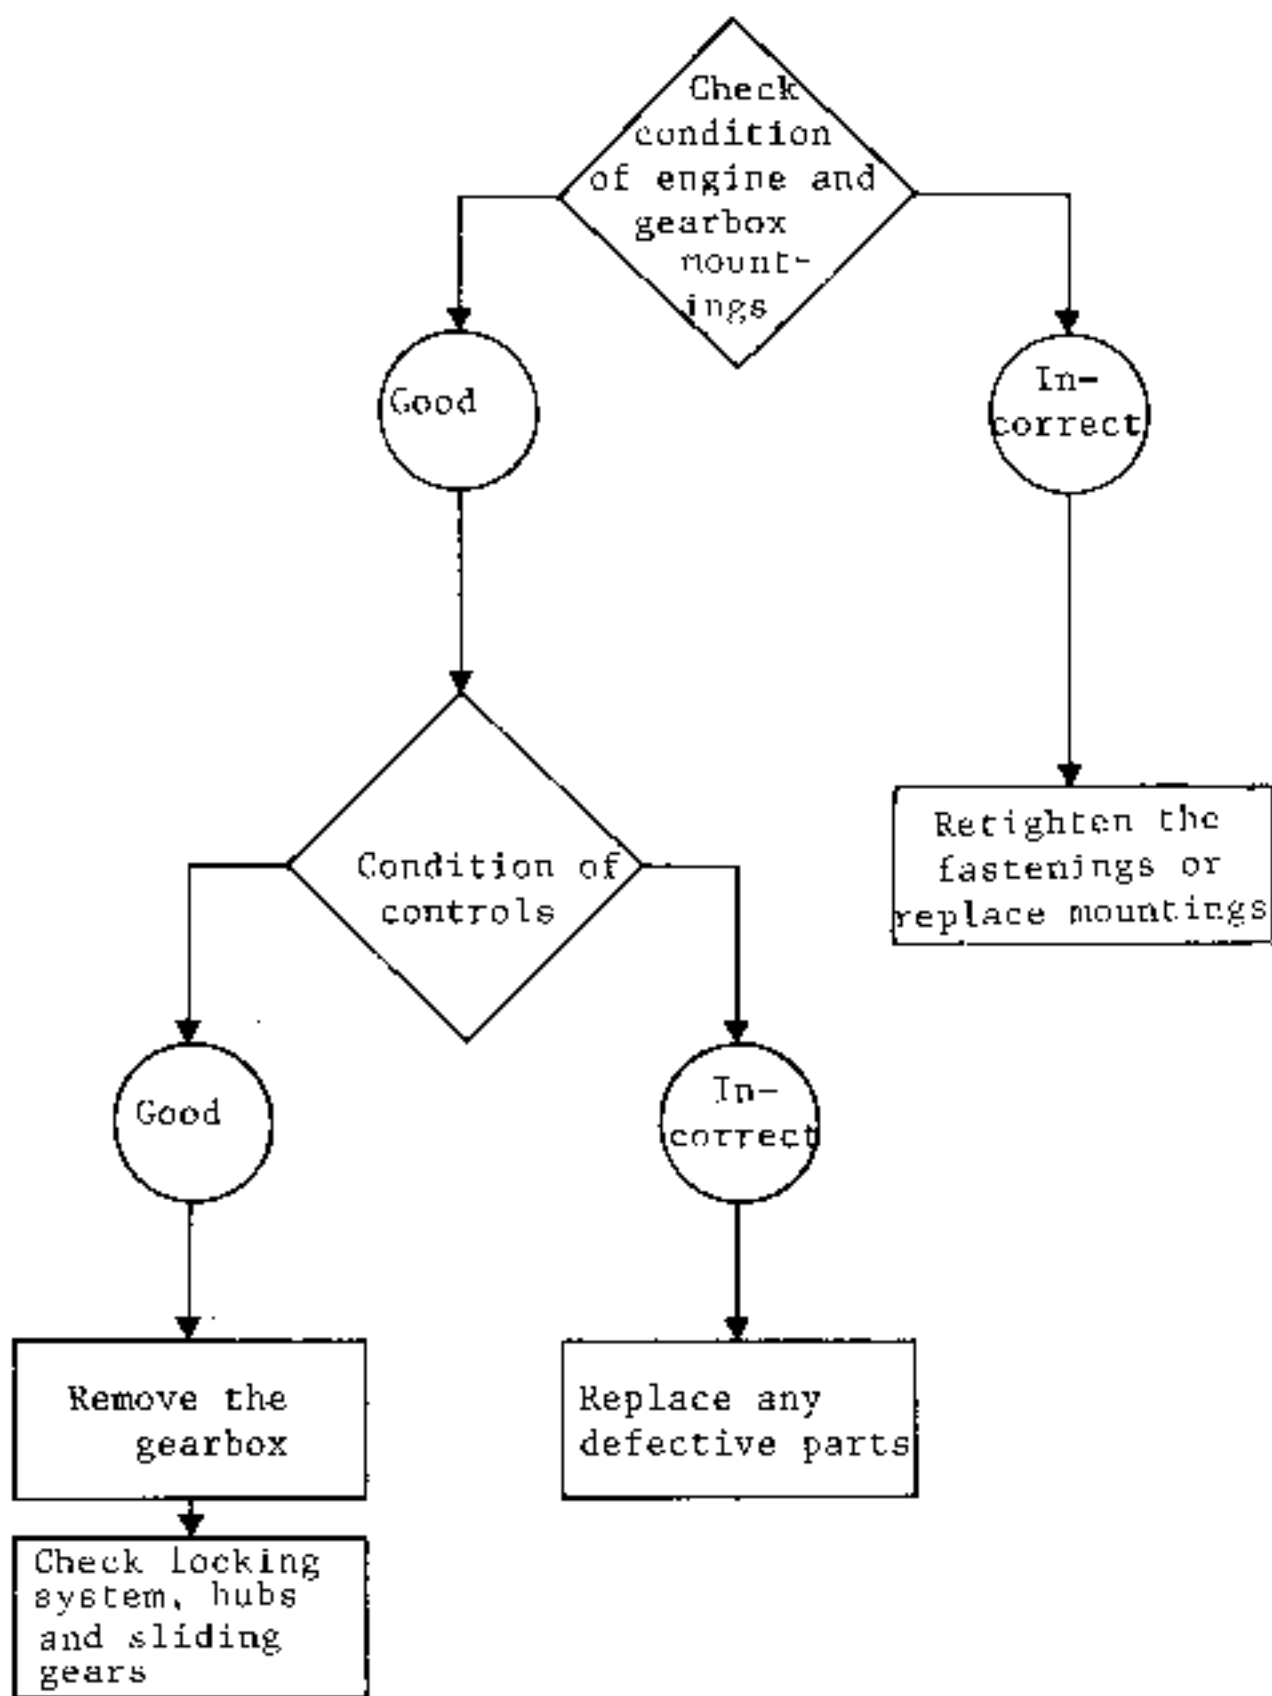 Check
condition
of engine and
gearbox
mount-
ings
Good
In-
correct
Retighten the
fastenings or
replace mountings
Condition of
controls
Good
In-
correct
Remove the
gearbox
Replace any
defective parts
Check locking
system, hubs
and sliding
gears